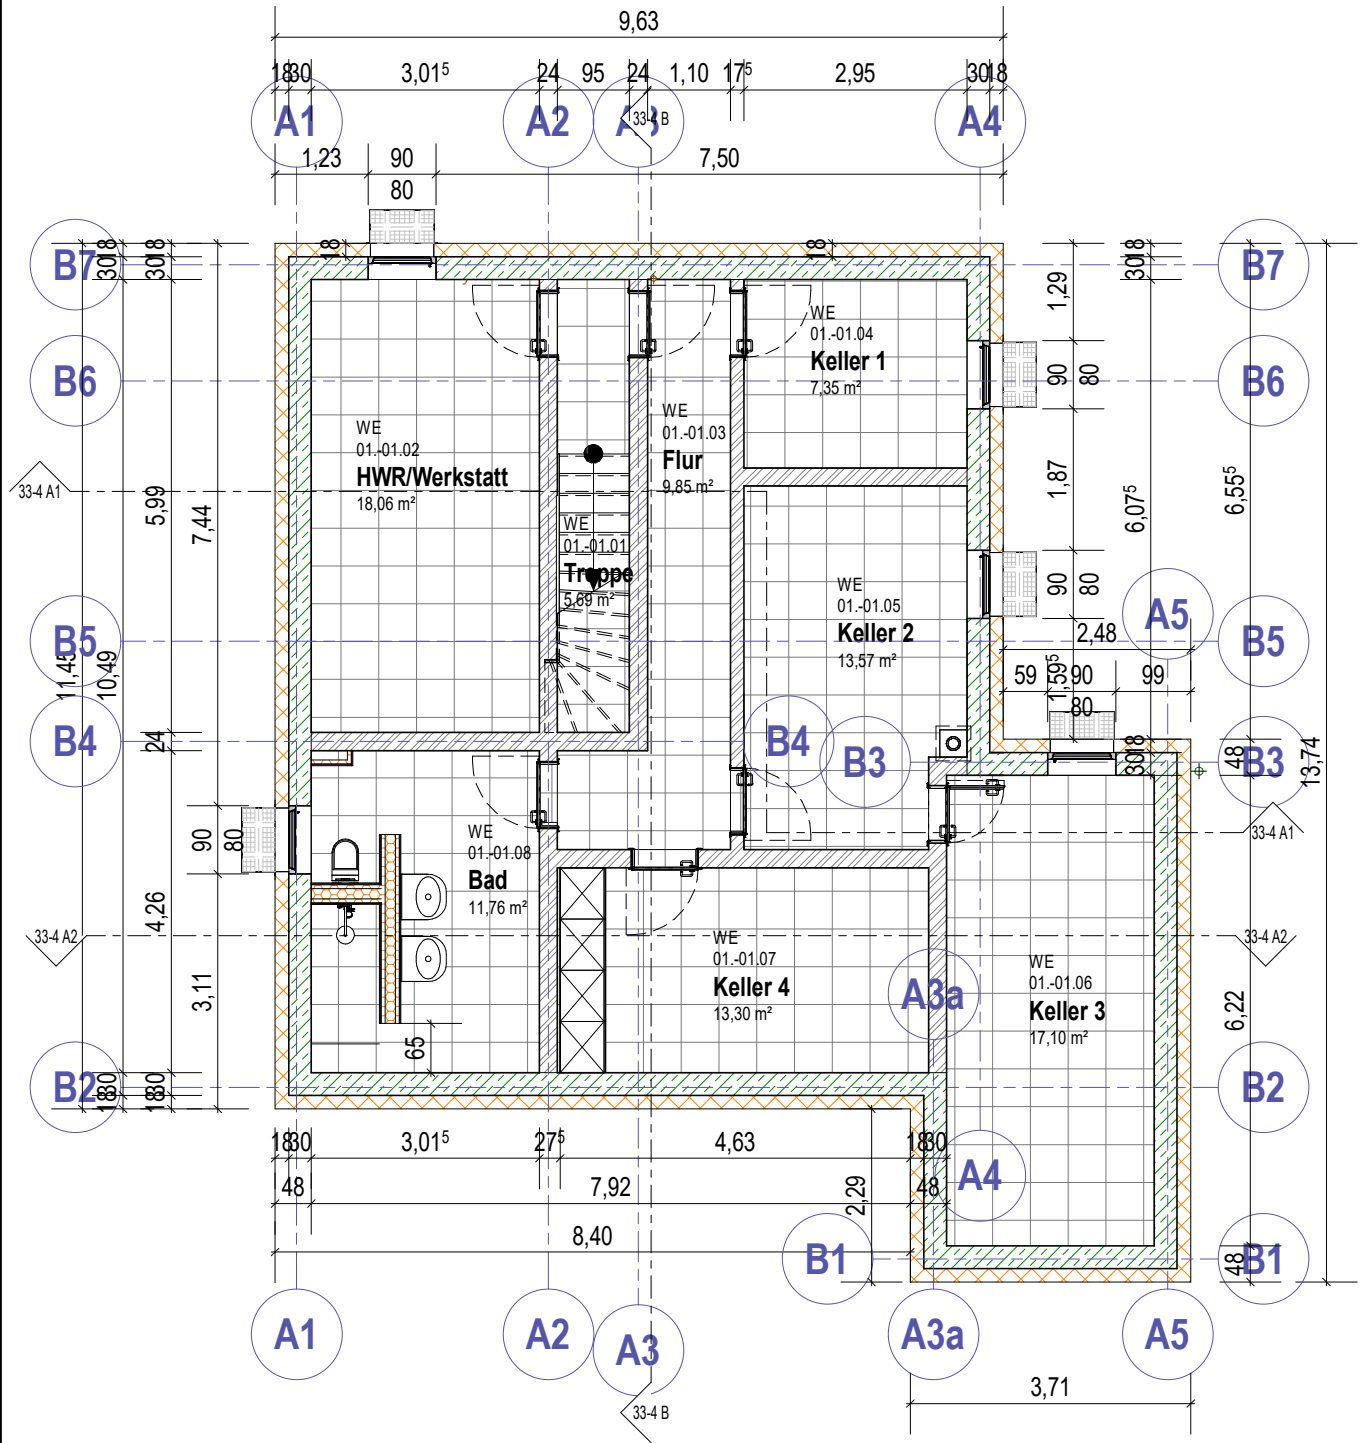 9,63
18 30 3,01⁵ 24 95 24 1,10 17⁵ 2,95 30 18
A1 A2 A3 A4
33-4 B
1,23 90 7,50
80
B7 30 18 30 18 18 18 30 18 B7
1,29
B6 90 80 B6
WE
01.-01.04
Keller 1
7,35 m²
WE
01.-01.03
Flur
9,85 m²
WE
01.-01.02
HWR/Werkstatt
18,06 m²
33-4 A1
5,99
7,44
1,87
6,07⁵
6,55⁵
WE
01.-01.01
Treppe
5,69 m²
WE
01.-01.05
Keller 2
13,57 m²
90 80
A5
2,48
B5 B5
11,45
10,49
59 90 99
1,59⁵
80
B4 24 B4 B3 30 18 48 B3
13,74
90 80
33-4 A1
WE
01.-01.08
Bad
11,76 m²
4,26
33-4 A2
33-4 A2
3,11
WE
01.-01.07
Keller 4
13,30 m²
A3a
WE
01.-01.06
Keller 3
17,10 m²
6,22
65
B2 18 30 18 30 B2
18 30 3,01⁵ 27⁵ 4,63 18 30
A4
48 7,92 48
2,29
8,40
B1 48 B1
A1 A2 A3 A3a A5
3,71
33-4 B